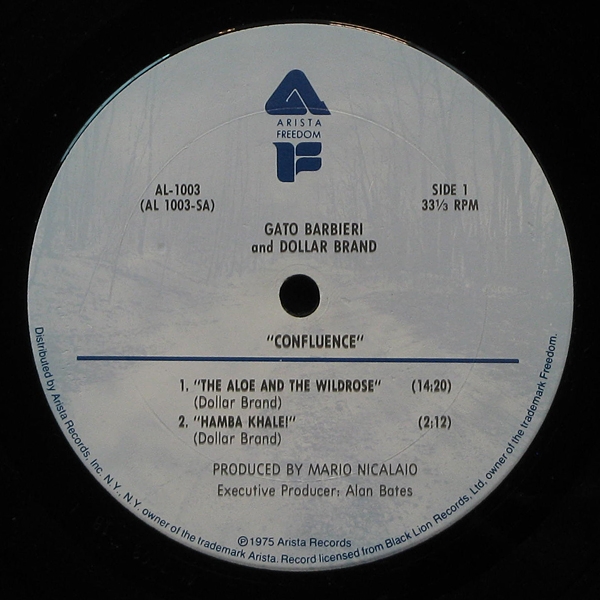 ARISTA
FREEDOM
AL-1003
(AL 1003-SA)
SIDE 1
33⅓ RPM
GATO BARBIERI
and DOLLAR BRAND
"CONFLUENCE"
1. "THE ALOE AND THE WILDROSE" (14:20)
(Dollar Brand)
2. "HAMBA KHALE!" (2:12)
(Dollar Brand)
PRODUCED BY MARIO NICALAIO
Executive Producer: Alan Bates
℗1975 Arista Records
Distributed by Arista Records, Inc. N.Y., N.Y. owner of the trademark Arista. Record licensed from Black Lion Records, Ltd. owner of the trademark Freedom.